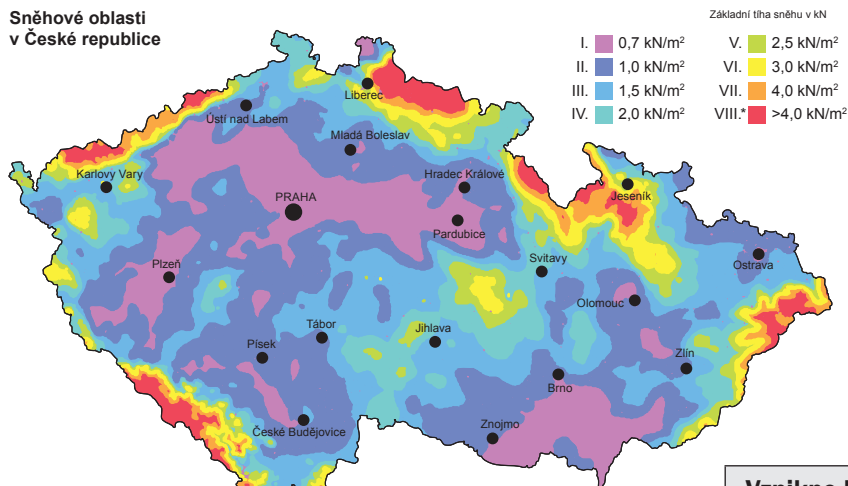 Sněhové oblasti
v České republice
Základní tíha sněhu v kN
I. 0,7 kN/m²
II. 1,0 kN/m²
III. 1,5 kN/m²
IV. 2,0 kN/m²
V. 2,5 kN/m²
VI. 3,0 kN/m²
VII. 4,0 kN/m²
VIII.* >4,0 kN/m²
Liberec
Ústí nad Labem
Mladá Boleslav
Karlovy Vary
Hradec Králové
Jeseník
PRAHA
Pardubice
Plzeň
Svitavy
Ostrava
Olomouc
Tábor
Jihlava
Písek
Zlín
Brno
České Budějovice
Znojmo